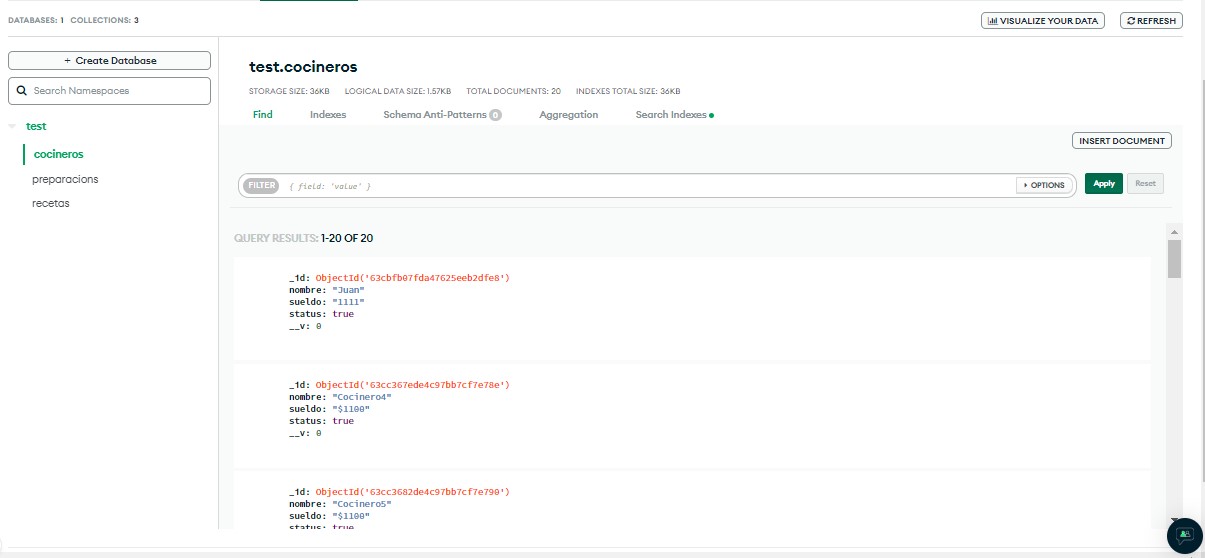 DATABASES: 1 COLLECTIONS: 3
VISUALIZE YOUR DATA
REFRESH
+ Create Database
Search Namespaces
test
cocineros
preparacions
recetas
test.cocineros
STORAGE SIZE: 36KB LOGICAL DATA SIZE: 1.57KB TOTAL DOCUMENTS: 20 INDEXES TOTAL SIZE: 36KB
Find Indexes Schema Anti-Patterns 0 Aggregation Search Indexes
INSERT DOCUMENT
FILTER { field: 'value' } OPTIONS Apply Reset
QUERY RESULTS: 1-20 OF 20
_id: ObjectId('63cbfb07fda47625eeb2dfe8')
nombre: "Juan"
sueldo: "1111"
status: true
__v: 0
_id: ObjectId('63cc367ede4c97bb7cf7e78e')
nombre: "Cocinero4"
sueldo: "$1100"
status: true
__v: 0
_id: ObjectId('63cc3682de4c97bb7cf7e790')
nombre: "Cocinero5"
sueldo: "$1100"
status: true